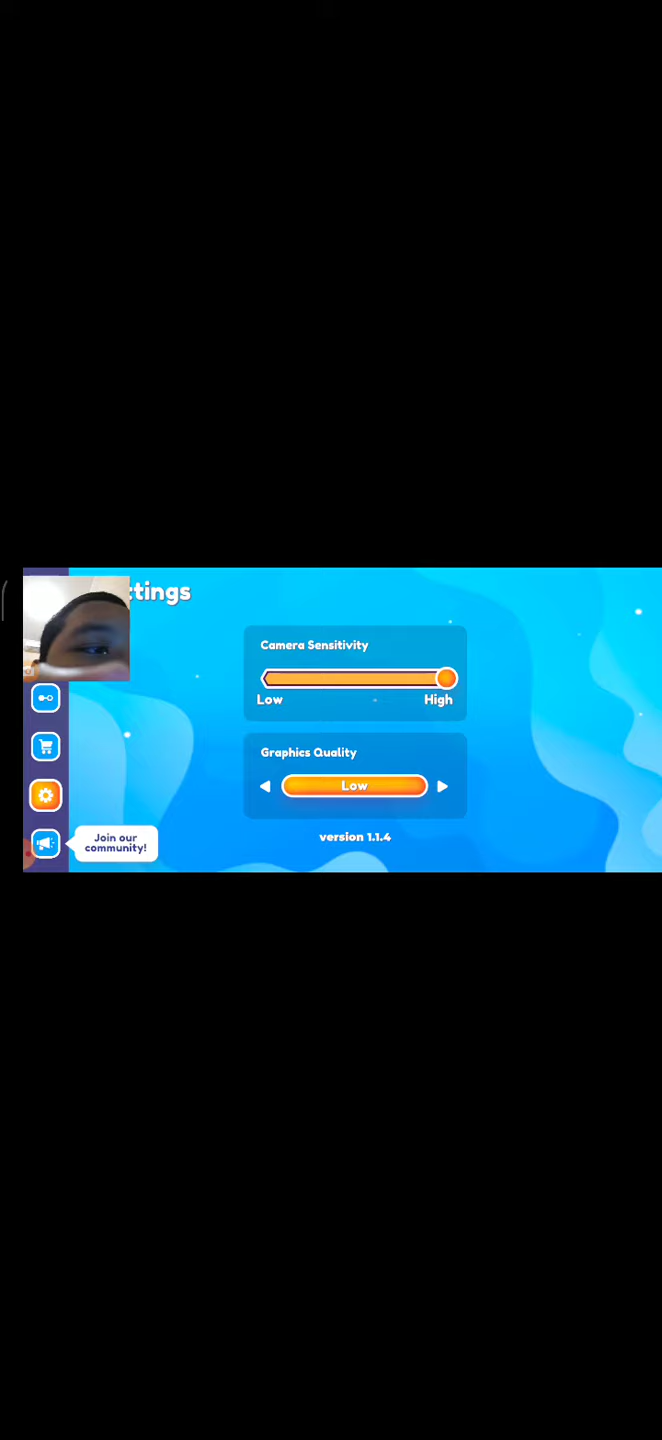 ttings
Camera Sensitivity
Low High
Graphics Quality
Low
version 1.1.4
Join our
community!